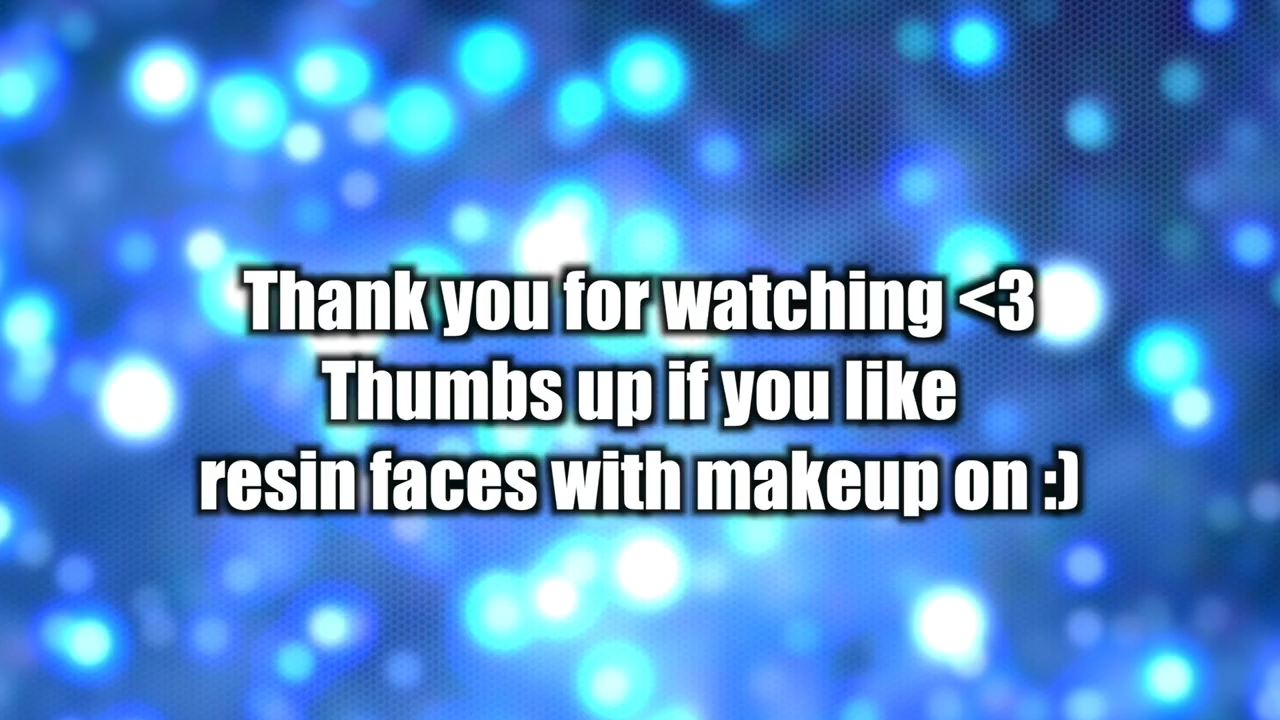 Thank you for watching <3
Thumbs up if you like
resin faces with makeup on :)